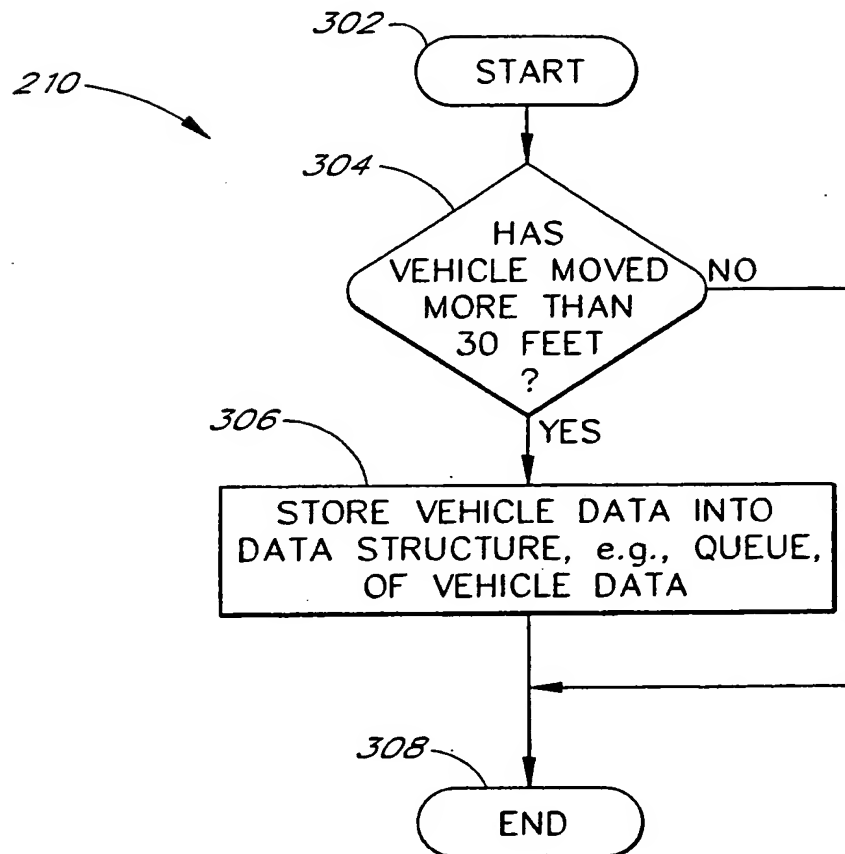 302
START
210
304
HAS
VEHICLE MOVED
MORE THAN
30 FEET
?
NO
YES
306
STORE VEHICLE DATA INTO
DATA STRUCTURE, e.g., QUEUE,
OF VEHICLE DATA
308
END